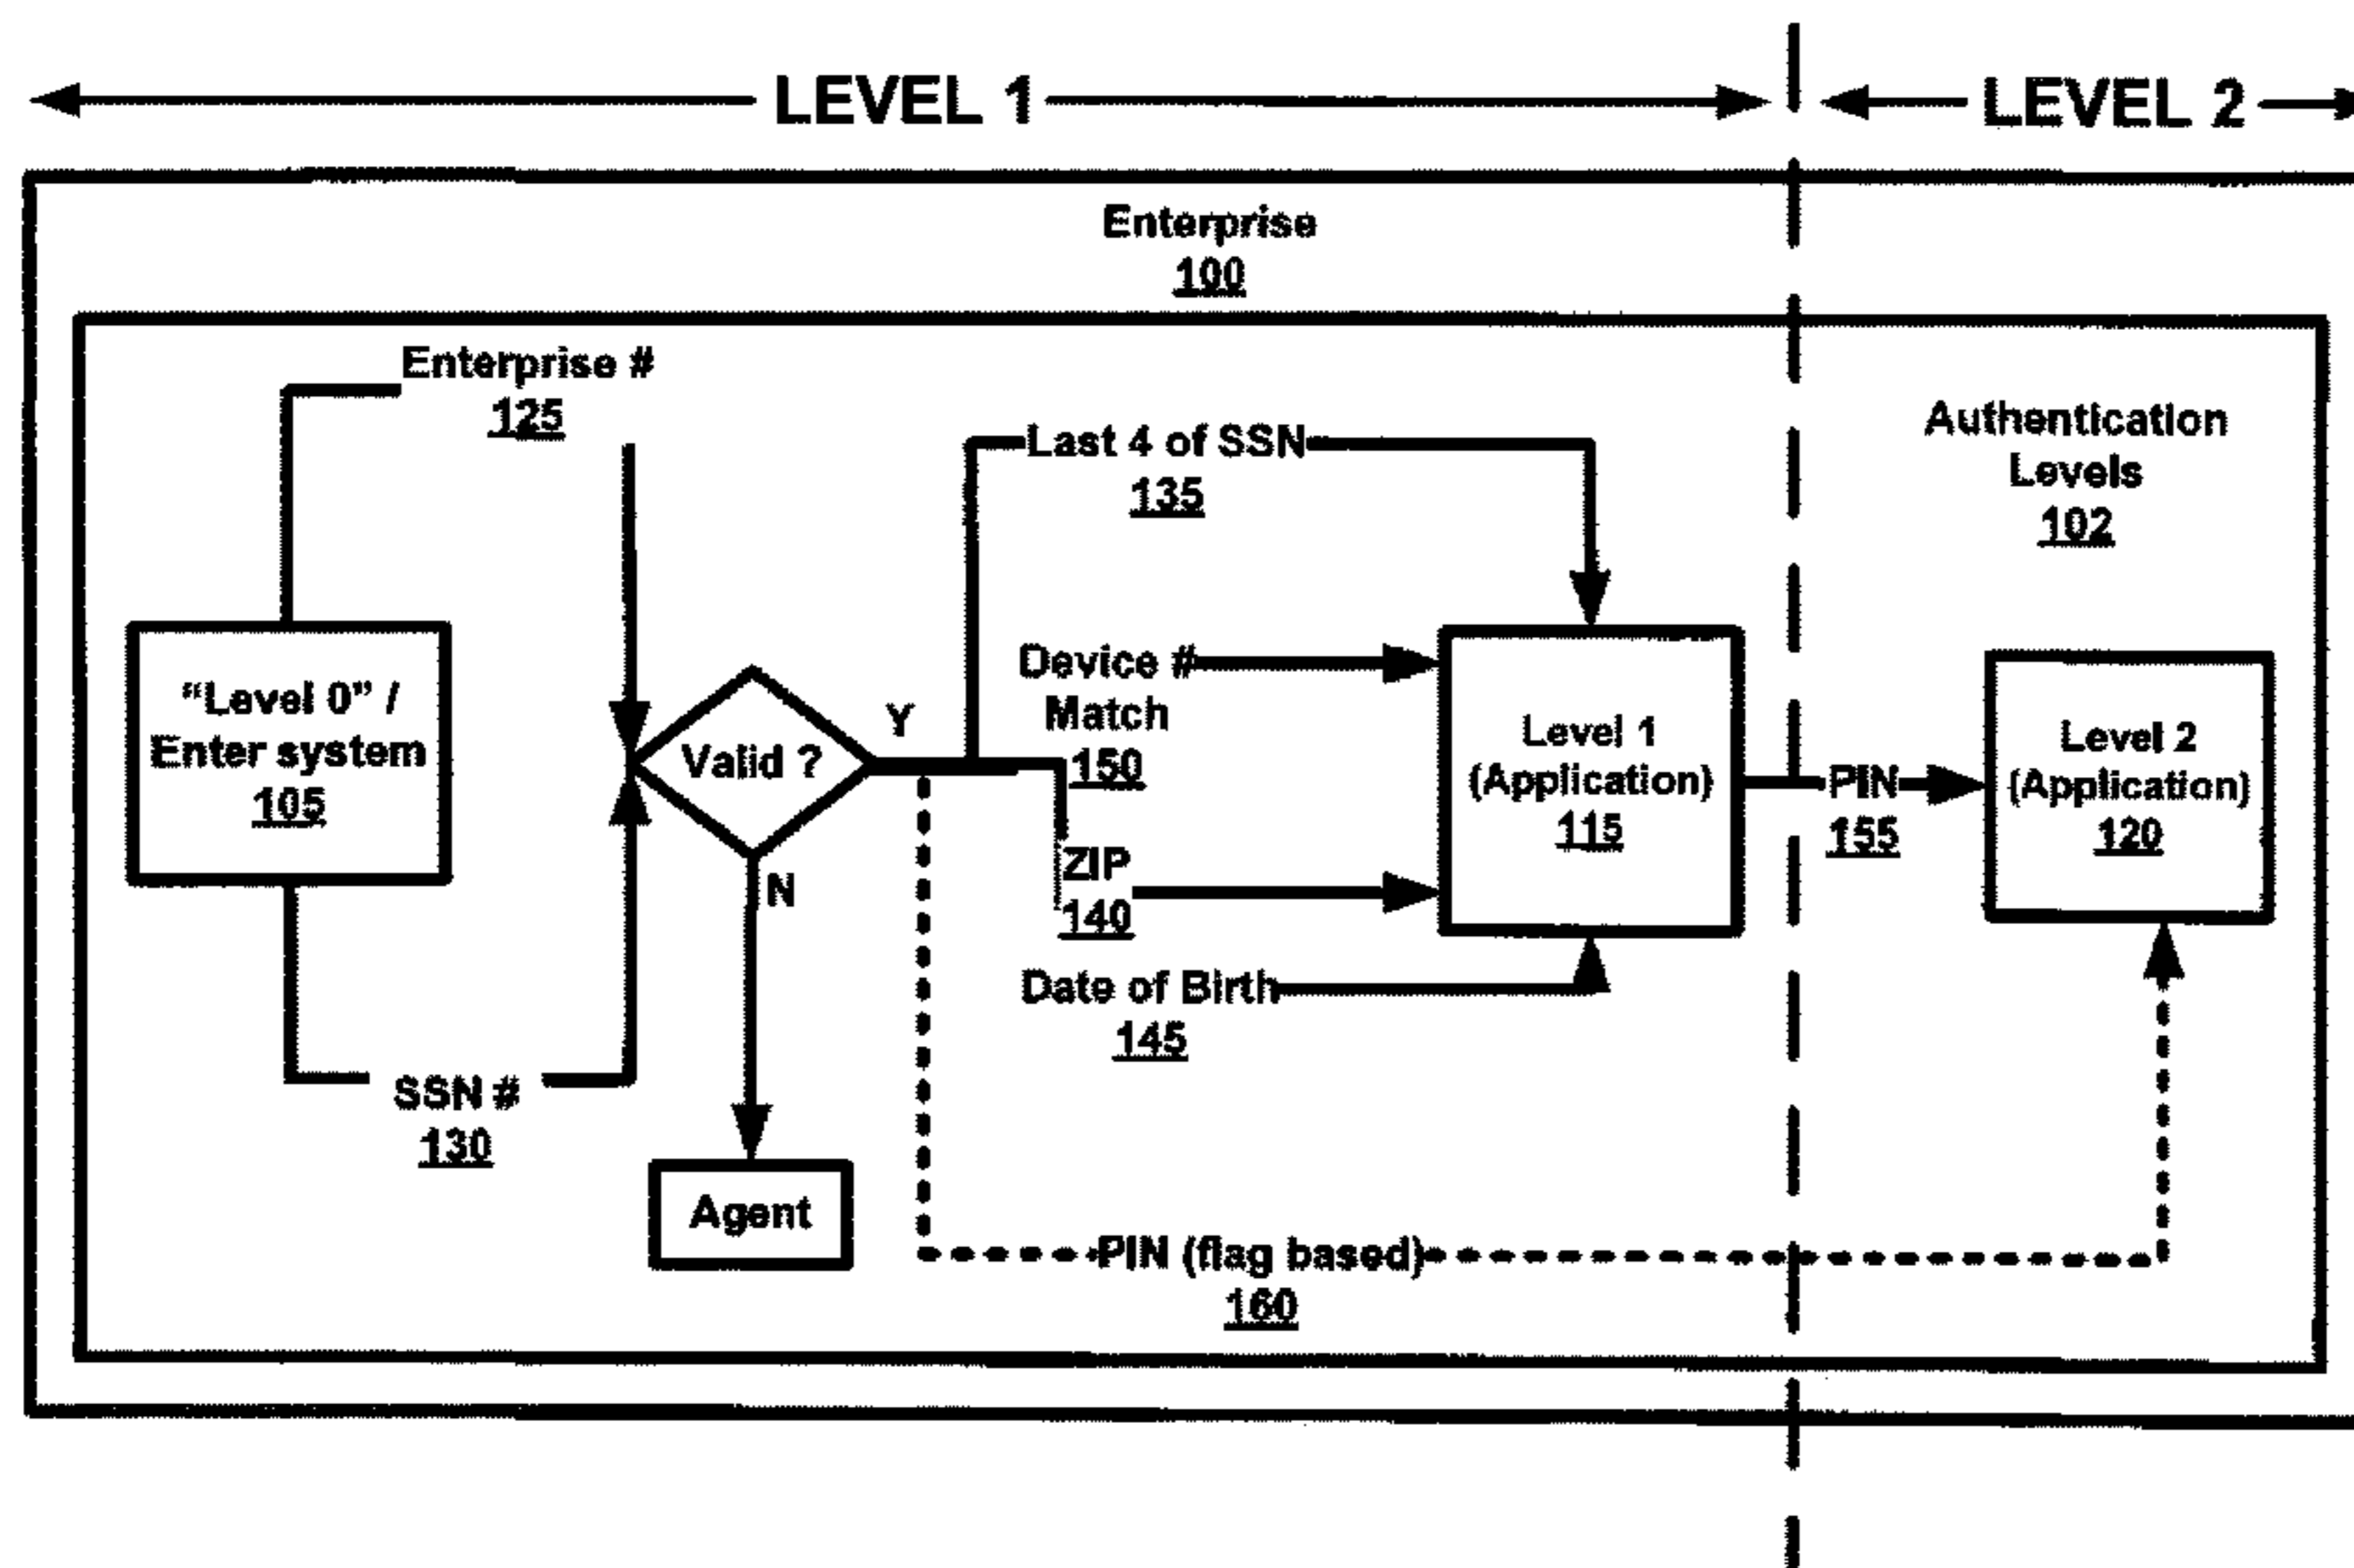 LEVEL 1
LEVEL 2
Enterprise
100
Enterprise #
125
Last 4 of SSN
135
Authentication
Levels
102
"Level 0" /
Enter system
105
Valid ?
Y
N
Device #
Match
150
ZIP
140
Date of Birth
145
Level 1
(Application)
115
PIN
155
Level 2
(Application)
120
SSN #
130
Agent
PIN (flag based)
160